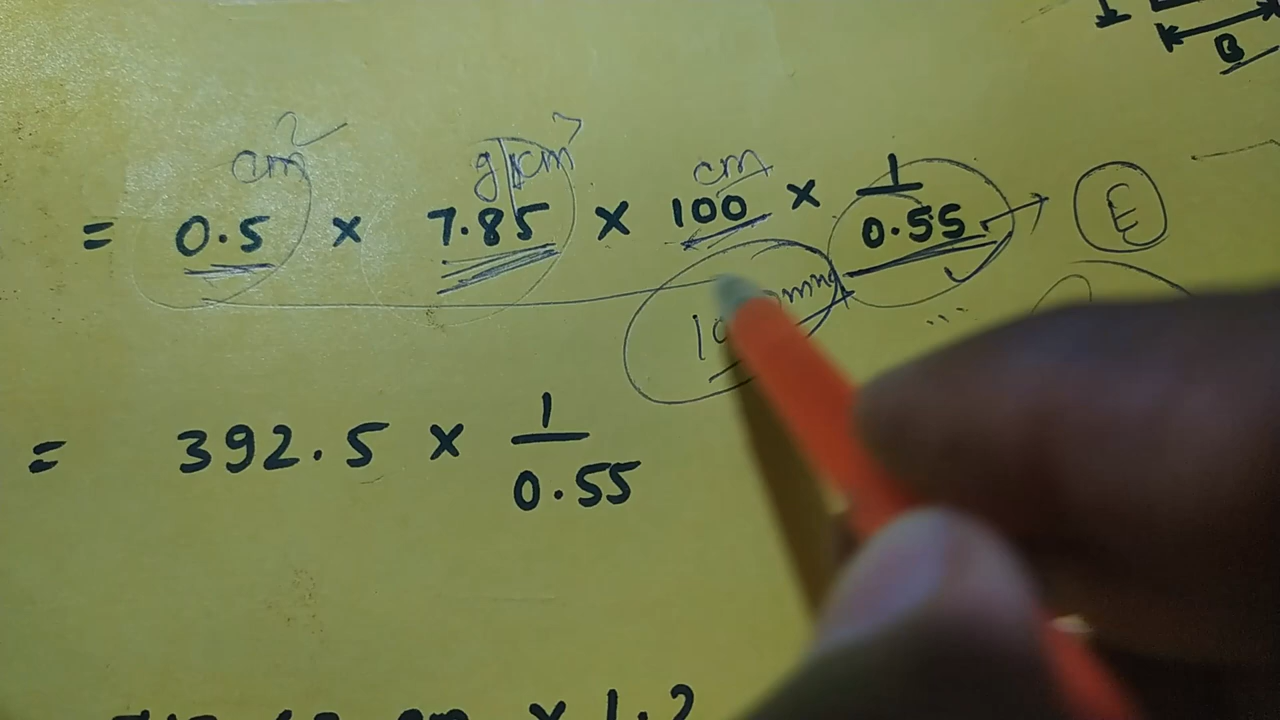 B
cm² g/cm³ cm
= 0.5 × 7.85 × 100 × 1/0.55 → E
= 392.5 × 1/0.55